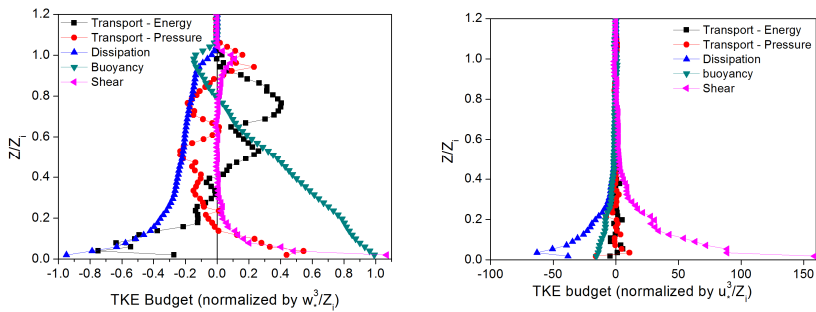 1.2
1.0
0.8
0.6
0.4
0.2
0.0
Z/Z_i
Transport - Energy
Transport - Pressure
Dissipation
Buoyancy
Shear
-1.0 -0.8 -0.6 -0.4 -0.2 0.0 0.2 0.4 0.6 0.8 1.0
TKE Budget (normalized by w_*^3/Z_i)
1.2
1.0
0.8
0.6
0.4
0.2
0.0
Z/Z_i
Transport - Energy
Transport - Pressure
Dissipation
buoyancy
Shear
-100 -50 0 50 100 150
TKE budget (normalized by u_*^3/Z_i)